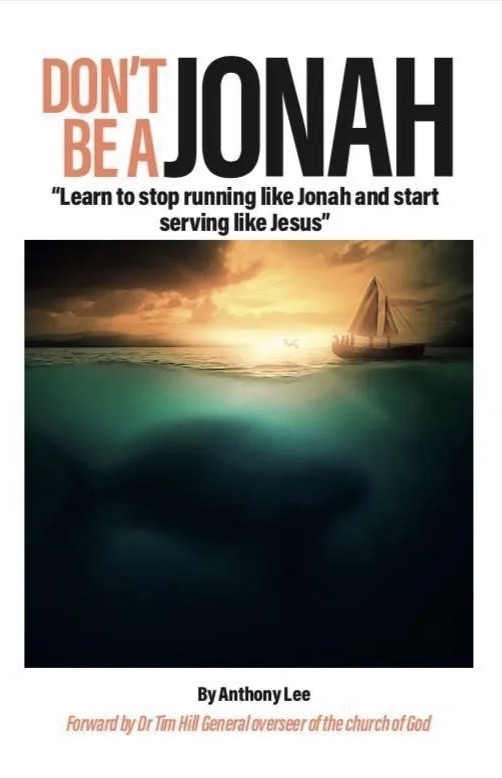 DON'T
BE A JONAH
“Learn to stop running like Jonah and start
serving like Jesus”
By Anthony Lee
Forward by Dr Tim Hill General overseer of the church of God